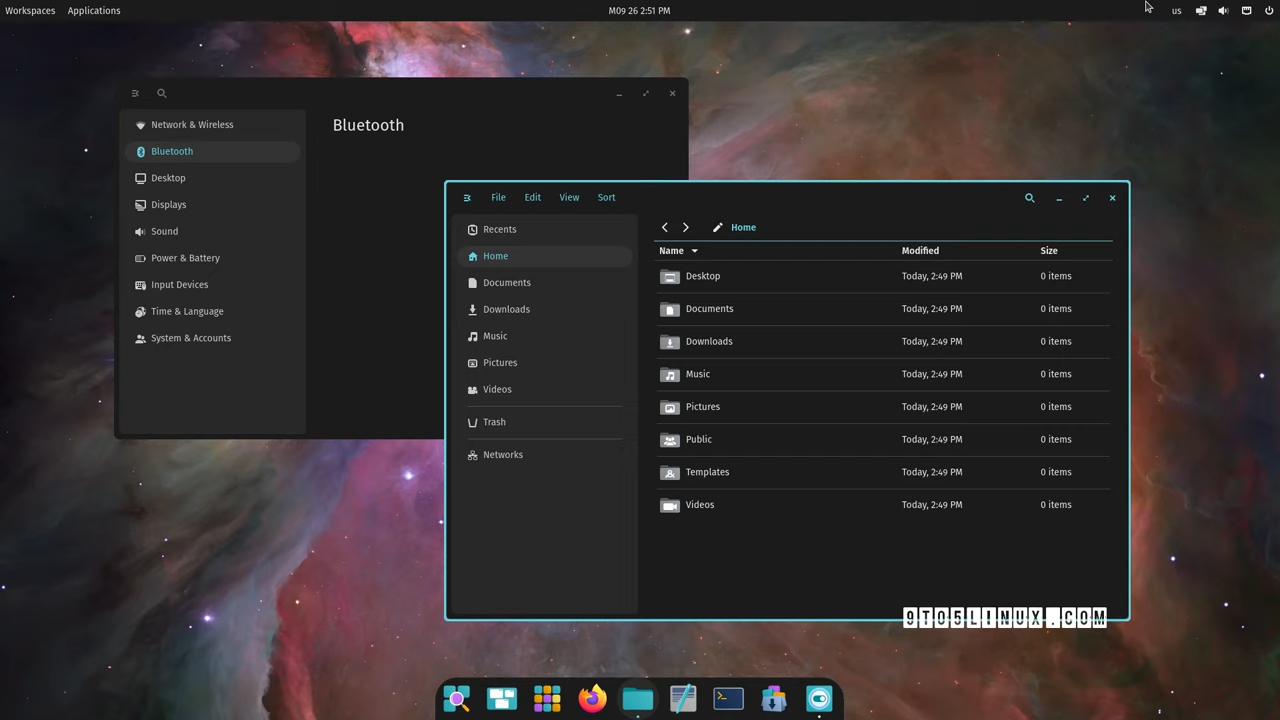 Workspaces Applications M09 26 2:51 PM us
Bluetooth
Network & Wireless
Bluetooth
Desktop
Displays
Sound
Power & Battery
Input Devices
Time & Language
System & Accounts
File Edit View Sort
Recents
Home
Documents
Downloads
Music
Pictures
Videos
Trash
Networks
Home
Name Modified Size
Desktop Today, 2:49 PM 0 items
Documents Today, 2:49 PM 0 items
Downloads Today, 2:49 PM 0 items
Music Today, 2:49 PM 0 items
Pictures Today, 2:49 PM 0 items
Public Today, 2:49 PM 0 items
Templates Today, 2:49 PM 0 items
Videos Today, 2:49 PM 0 items
9TO5LINUX.COM